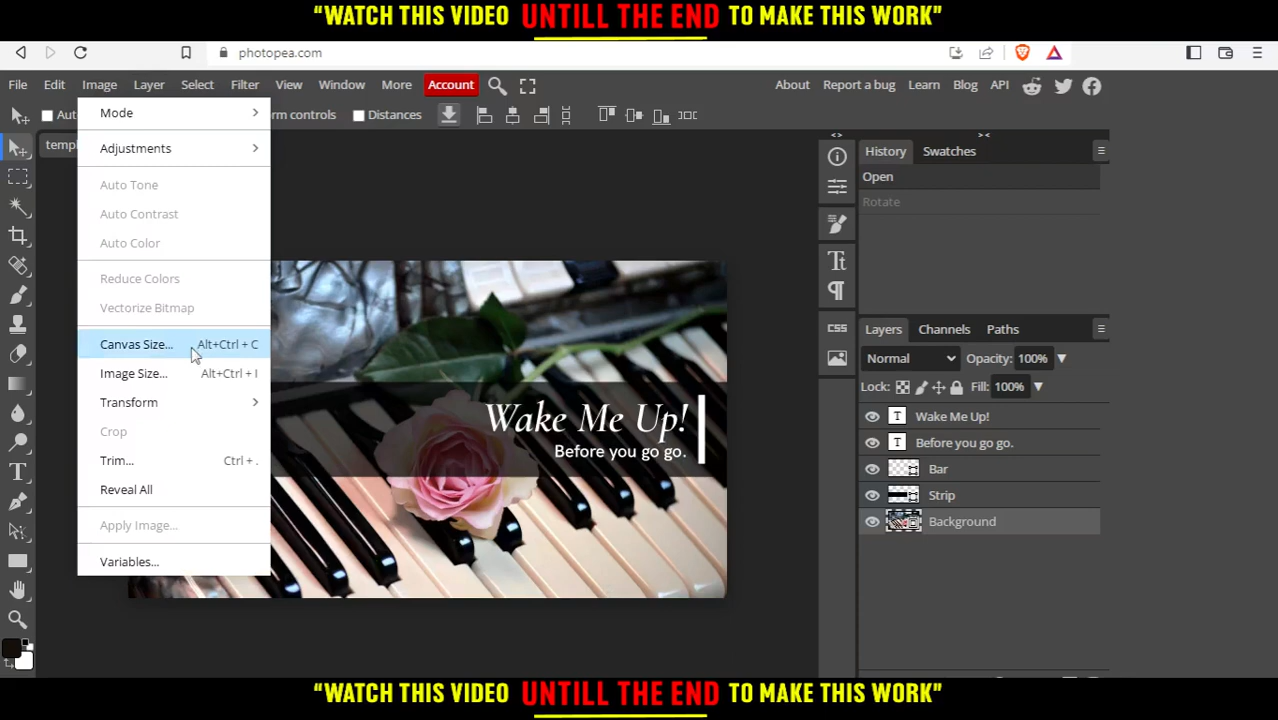 “WATCH THIS VIDEO UNTILL THE END TO MAKE THIS WORK”
photopea.com
File Edit Image Layer Select Filter View Window More Account About Report a bug Learn Blog API
Distances
Mode
Adjustments
Auto Tone
Auto Contrast
Auto Color
Reduce Colors
Vectorize Bitmap
Canvas Size... Alt+Ctrl + C
Image Size... Alt+Ctrl + I
Transform
Crop
Trim... Ctrl + .
Reveal All
Apply Image...
Variables...
Wake Me Up!
Before you go go.
CSS
History Swatches
Open
Rotate
Layers Channels Paths
Normal Opacity: 100%
Lock: Fill: 100%
Wake Me Up!
Before you go go.
Bar
Strip
Background
“WATCH THIS VIDEO UNTILL THE END TO MAKE THIS WORK”